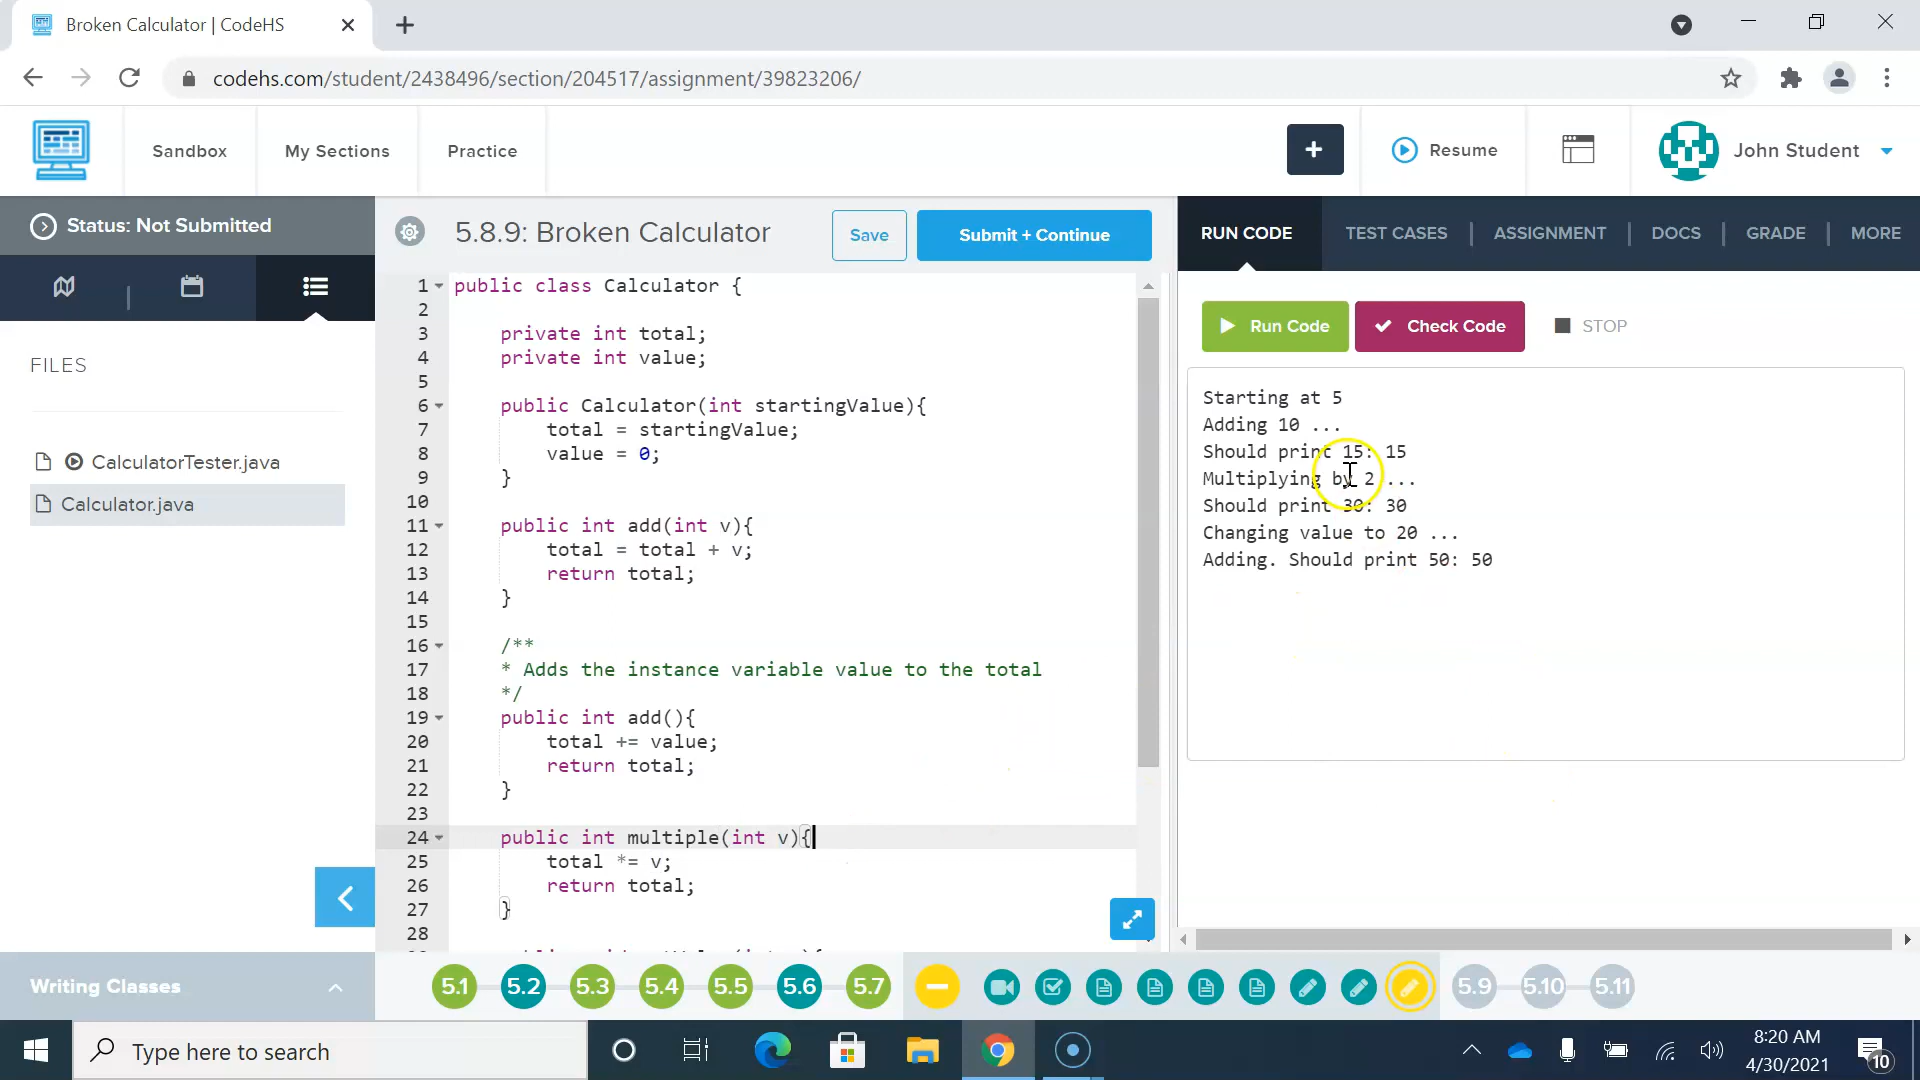 Broken Calculator | CodeHS
codehs.com/student/2438496/section/204517/assignment/39823206/
Sandbox
My Sections
Practice
+
Resume
John Student
Status: Not Submitted
5.8.9: Broken Calculator
Save
Submit + Continue
RUN CODE
TEST CASES
ASSIGNMENT
DOCS
GRADE
MORE
FILES
CalculatorTester.java
Calculator.java
1 public class Calculator {
2
3 private int total;
4 private int value;
5
6 public Calculator(int startingValue){
7 total = startingValue;
8 value = 0;
9 }
10
11 public int add(int v){
12 total = total + v;
13 return total;
14 }
15
16 /**
17 * Adds the instance variable value to the total
18 */
19 public int add(){
20 total += value;
21 return total;
22 }
23
24 public int multiple(int v){
25 total *= v;
26 return total;
27 }
28
Run Code
Check Code
STOP
Starting at 5
Adding 10 ...
Should print 15: 15
Multiplying by 2 ...
Should print 30: 30
Changing value to 20 ...
Adding. Should print 50: 50
Writing Classes
5.1
5.2
5.3
5.4
5.5
5.6
5.7
5.9
5.10
5.11
Type here to search
8:20 AM
4/30/2021
10